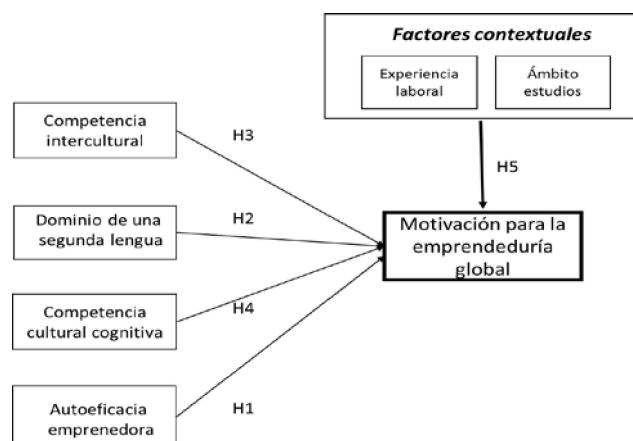 Factores contextuales
Experiencia
laboral
Ámbito
estudios
Competencia
intercultural
H3
H5
Dominio de una
segunda lengua
H2
Motivación para la
emprendeduría
global
Competencia
cultural cognitiva
H4
Autoeficacia
emprenedora
H1